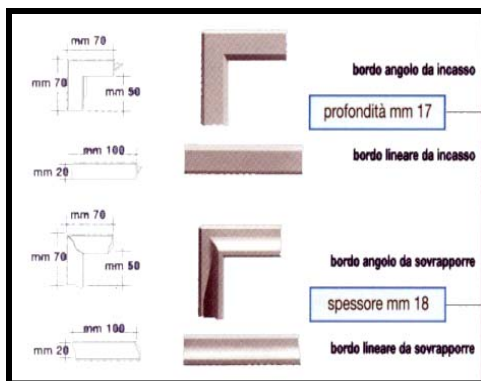 mm 70
mm 70
mm 50
bordo angolo da incasso
profondità mm 17
mm 100
mm 20
bordo lineare da incasso
mm 70
mm 70
mm 50
bordo angolo da sovrapporre
spessore mm 18
mm 100
mm 20
bordo lineare da sovrapporre